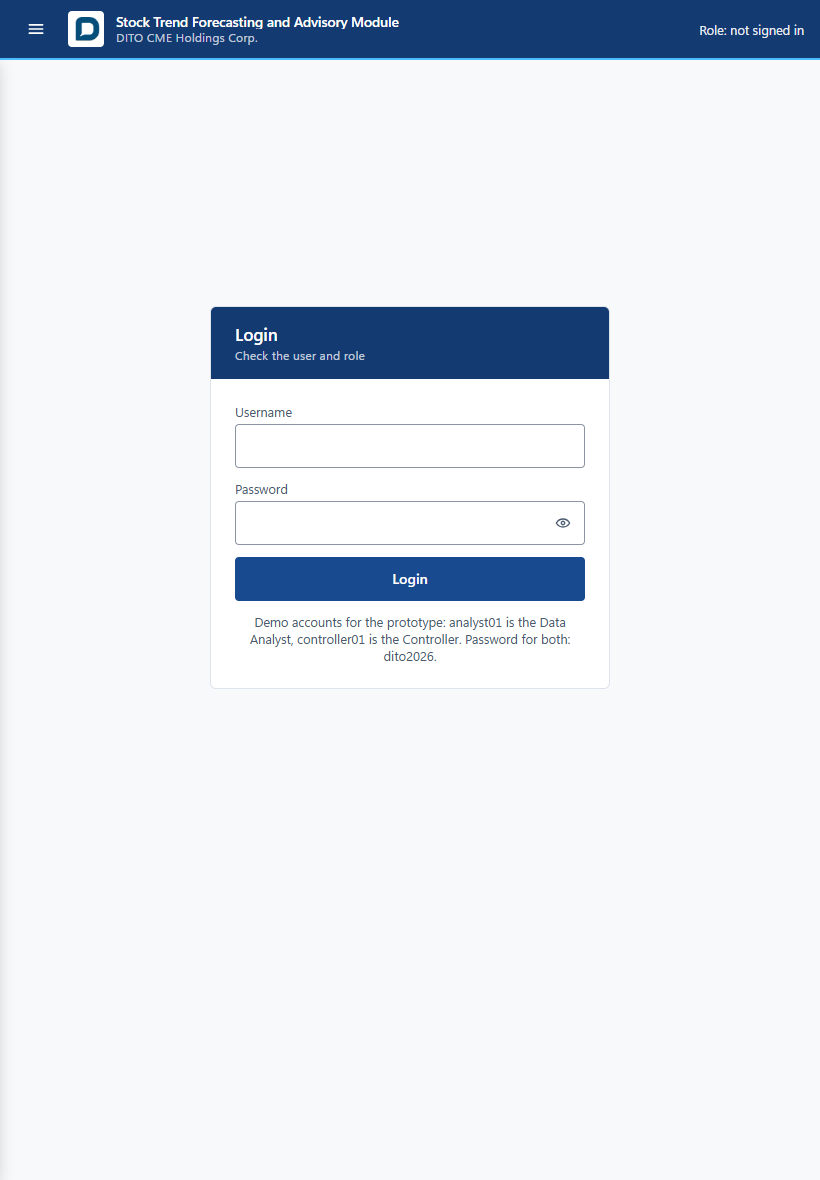 Stock Trend Forecasting and Advisory Module
DITO CME Holdings Corp.
Role: not signed in
Login
Check the user and role
Username
Password
Login
Demo accounts for the prototype: analyst01 is the Data
Analyst, controller01 is the Controller. Password for both:
dito2026.